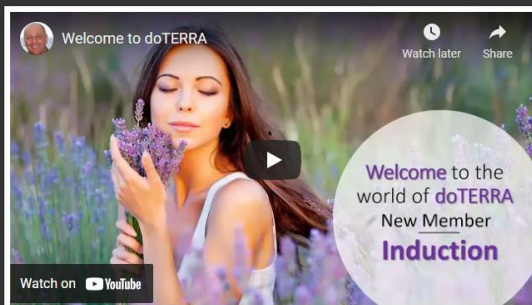 Welcome to doTERRA
Watch later
Share
Welcome to the
world of doTERRA
New Member
Induction
Watch on YouTube